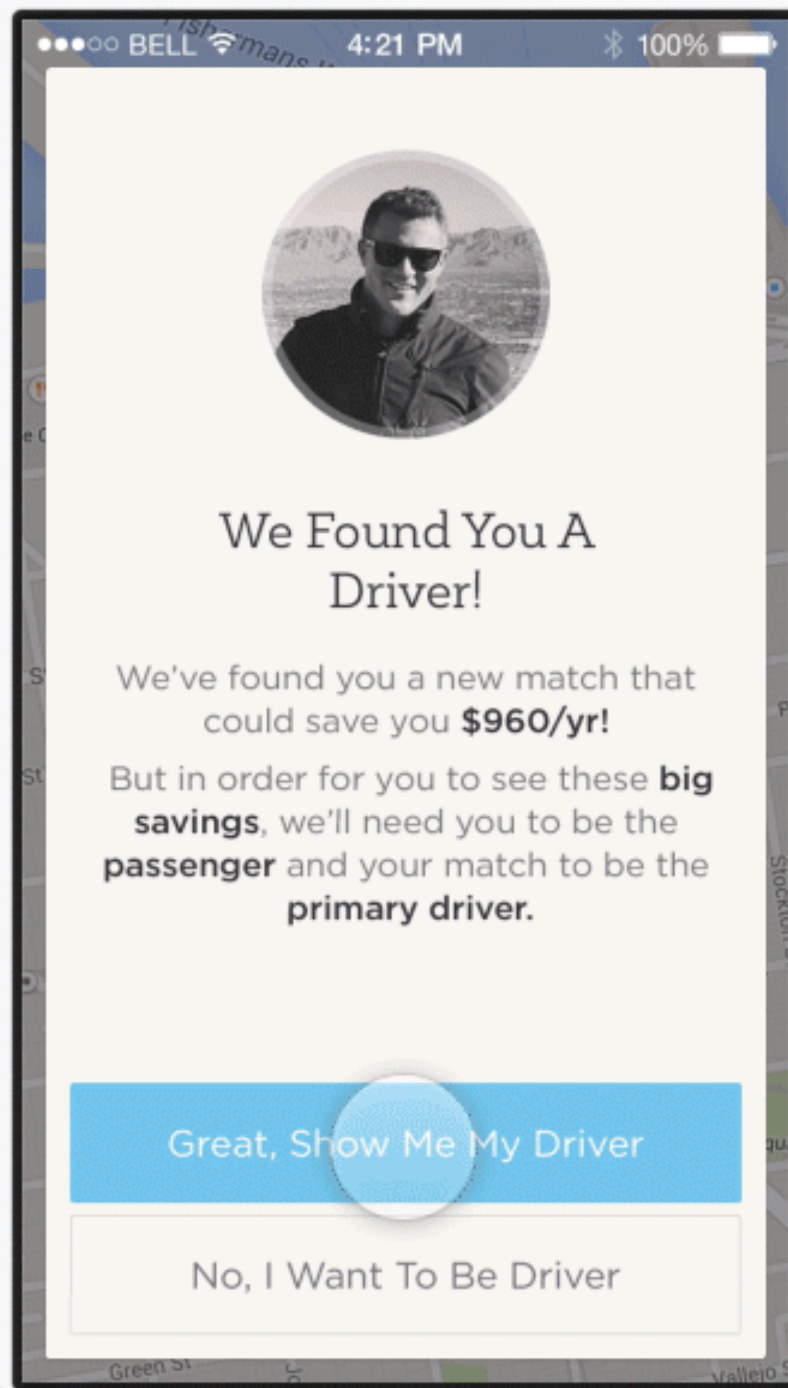 Fishermans
BELL 4:21 PM 100%
We Found You A
Driver!
We've found you a new match that
could save you $960/yr!
But in order for you to see these big
savings, we'll need you to be the
passenger and your match to be the
primary driver.
Stockton
Great, Show Me My Driver
No, I Want To Be Driver
Green St
Vallejo